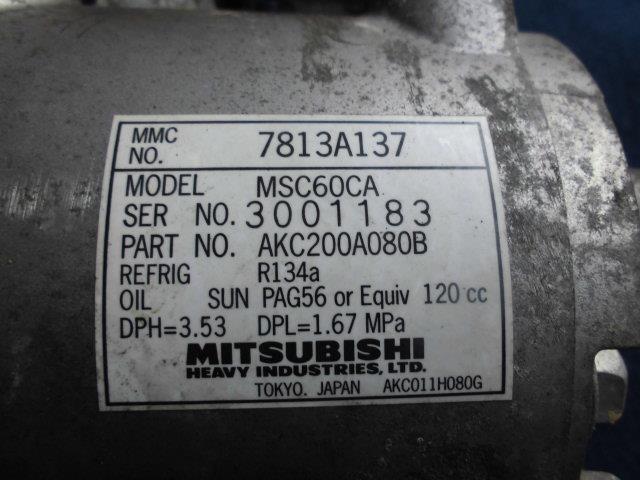 MMC NO. 7813A137
MODEL MSC60CA
SER NO. 3001183
PART NO. AKC200A080B
REFRIG R134a
OIL SUN PAG56 or Equiv 120 cc
DPH=3.53 DPL=1.67 MPa
MITSUBISHI
HEAVY INDUSTRIES, LTD.
TOKYO. JAPAN AKC011H080G